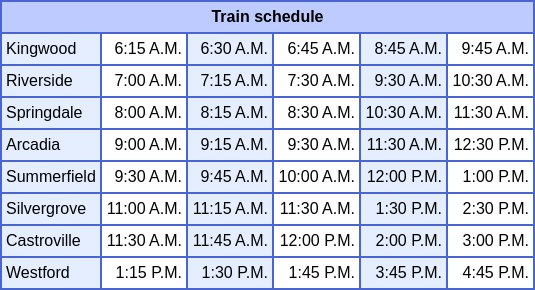 Train schedule
Kingwood 6:15 A.M. 6:30 A.M. 6:45 A.M. 8:45 A.M. 9:45 A.M.
Riverside 7:00 A.M. 7:15 A.M. 7:30 A.M. 9:30 A.M. 10:30 A.M.
Springdale 8:00 A.M. 8:15 A.M. 8:30 A.M. 10:30 A.M. 11:30 A.M.
Arcadia 9:00 A.M. 9:15 A.M. 9:30 A.M. 11:30 A.M. 12:30 P.M.
Summerfield 9:30 A.M. 9:45 A.M. 10:00 A.M. 12:00 P.M. 1:00 P.M.
Silvergrove 11:00 A.M. 11:15 A.M. 11:30 A.M. 1:30 P.M. 2:30 P.M.
Castroville 11:30 A.M. 11:45 A.M. 12:00 P.M. 2:00 P.M. 3:00 P.M.
Westford 1:15 P.M. 1:30 P.M. 1:45 P.M. 3:45 P.M. 4:45 P.M.